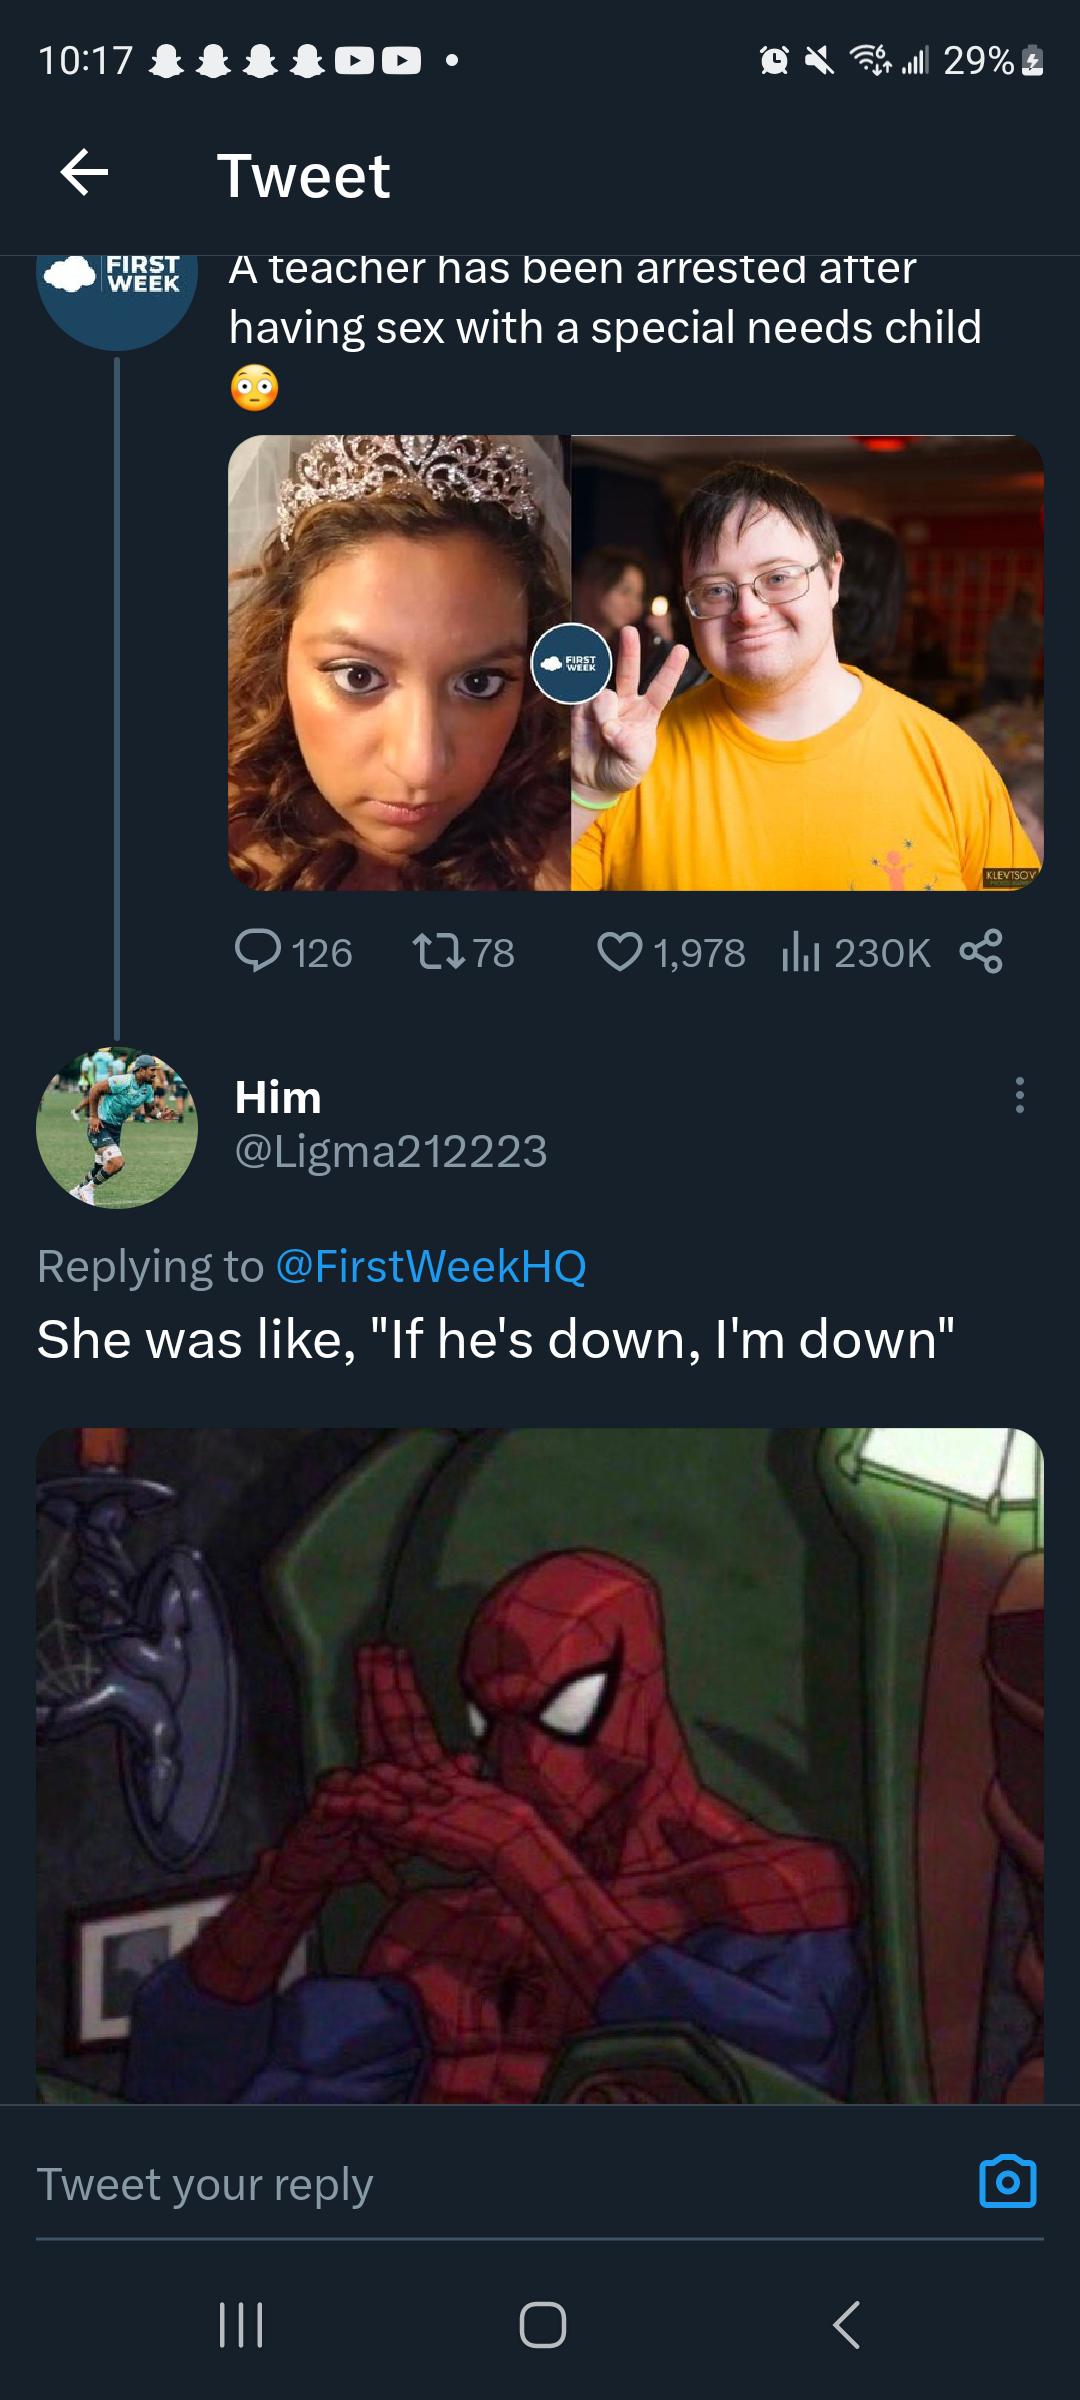 10:17
29%
Tweet
FIRST
WEEK
A teacher has been arrested after
having sex with a special needs child
😳
FIRST
WEEK
KLEVTSOV
126
78
1,978
230K
Him
@Ligma212223
Replying to @FirstWeekHQ
She was like, "If he's down, I'm down"
Tweet your reply